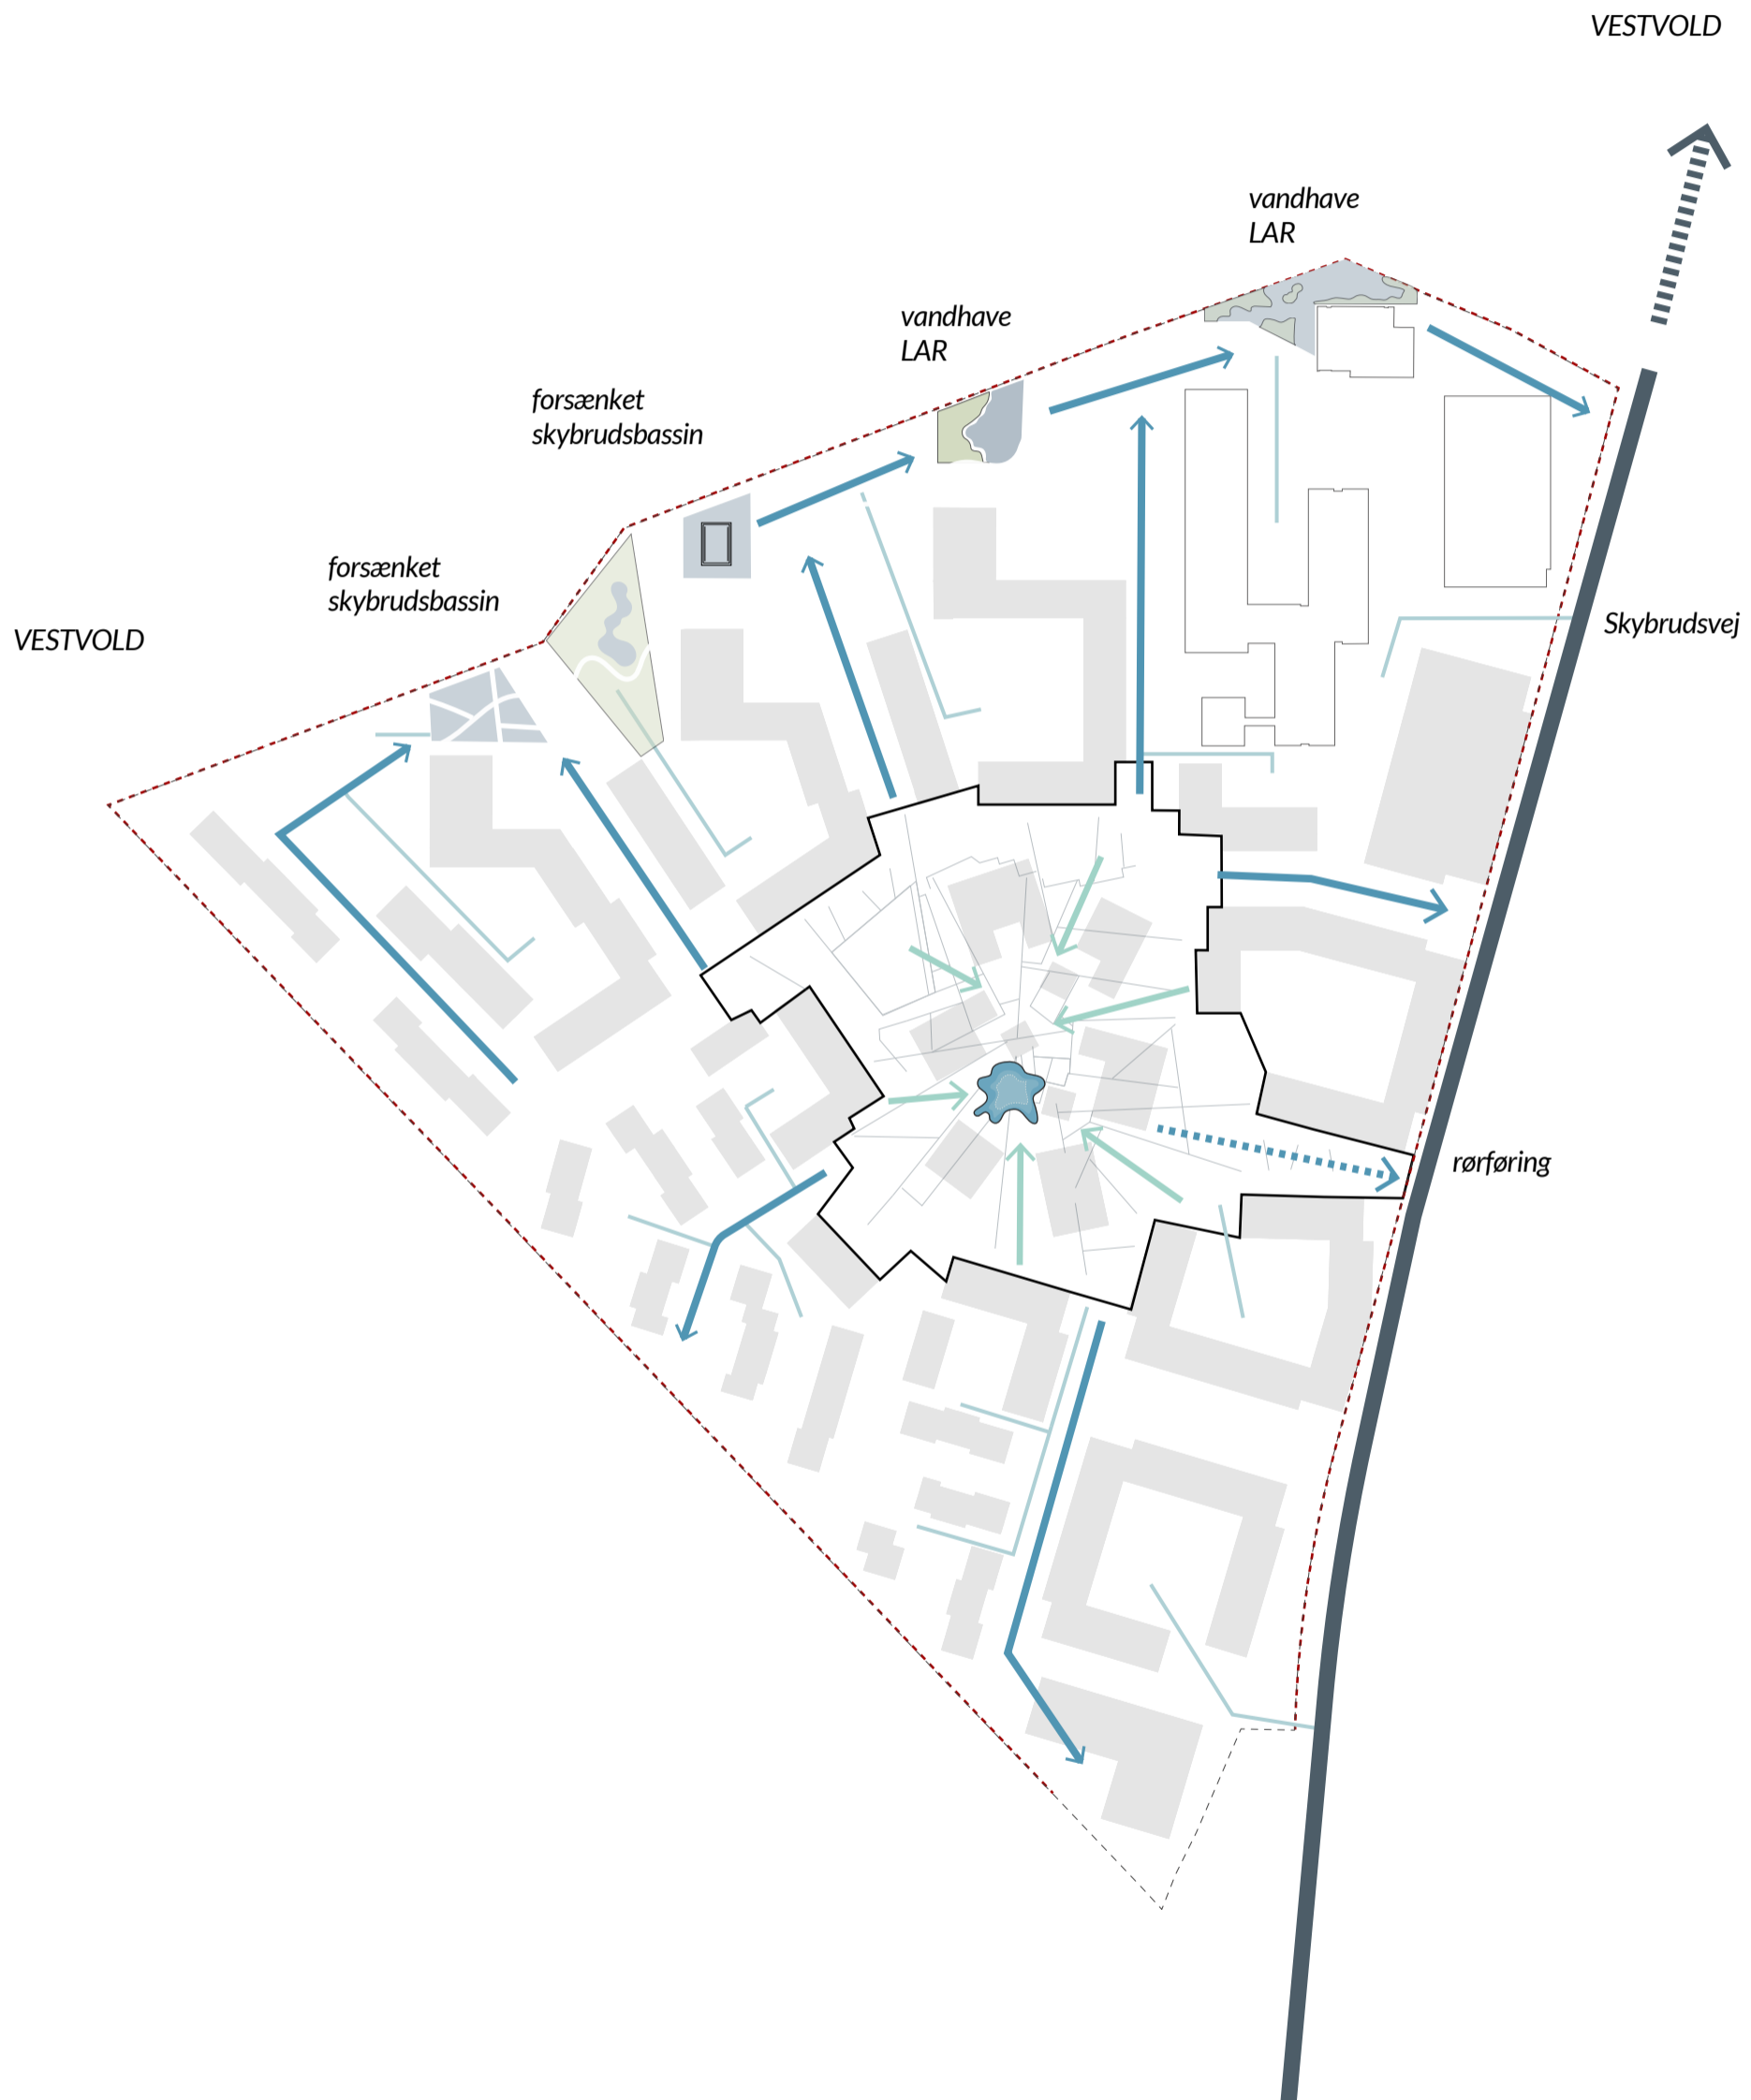 VESTVOLD
vandhave
LAR
vandhave
LAR
forsænket
skybrudsbassin
forsænket
skybrudsbassin
VESTVOLD
Skybrudsvej
rørføring